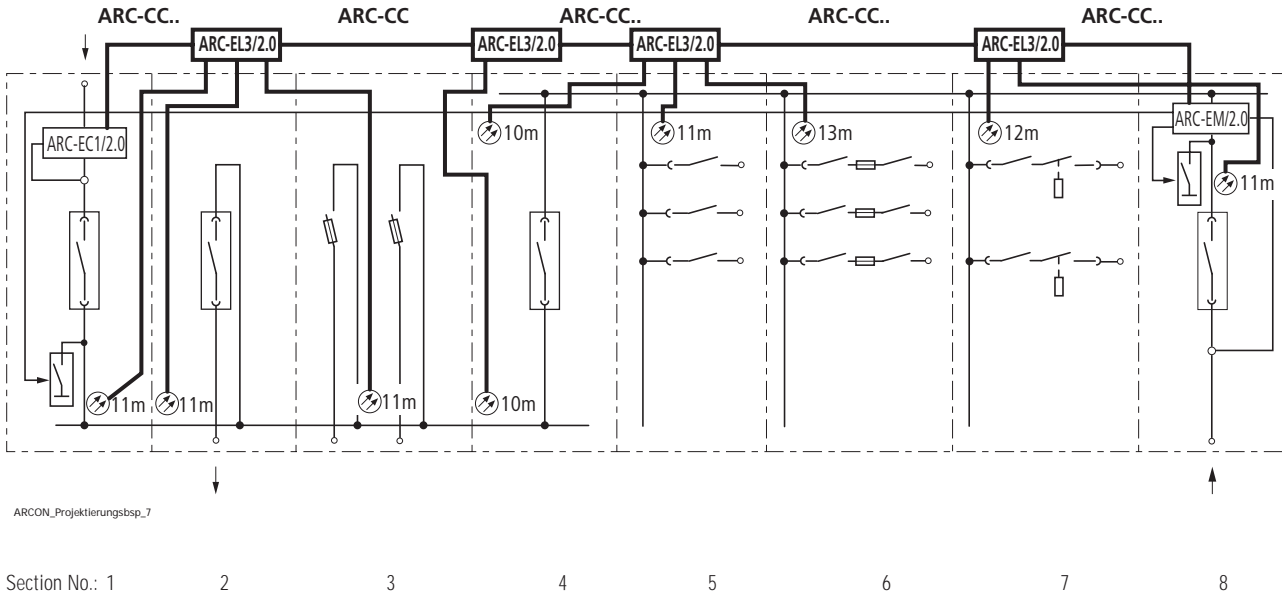 ARC-CC.. ARC-CC ARC-CC.. ARC-CC.. ARC-CC..
ARC-EL3/2.0 ARC-EL3/2.0 ARC-EL3/2.0 ARC-EL3/2.0
ARC-EM/2.0
10m 11m 13m 12m
ARC-EC1/2.0
11m
11m 11m 11m 10m
ARCON_Projektierungsbsp_7
Section No.: 1 2 3 4 5 6 7 8